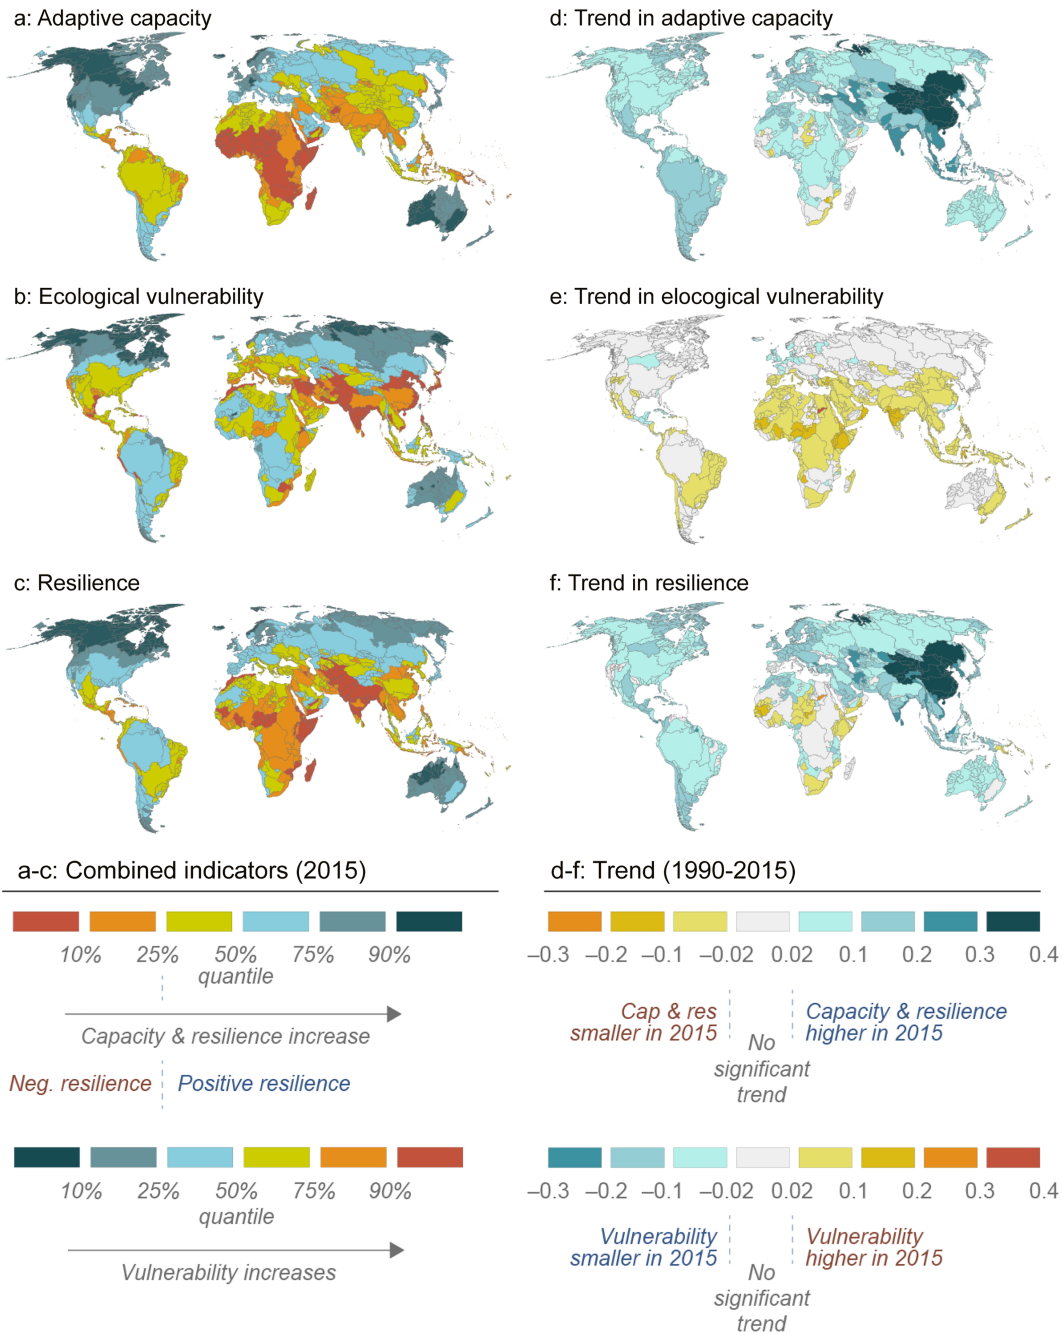 a: Adaptive capacity
d: Trend in adaptive capacity
b: Ecological vulnerability
e: Trend in elocogical vulnerability
c: Resilience
f: Trend in resilience
a-c: Combined indicators (2015)
10% 25% 50% 75% 90%
quantile
Capacity & resilience increase
Neg. resilience Positive resilience
10% 25% 50% 75% 90%
quantile
Vulnerability increases
d-f: Trend (1990-2015)
–0.3 –0.2 –0.1 –0.02 0.02 0.1 0.2 0.3 0.4
Cap & res
smaller in 2015
Capacity & resilience
higher in 2015
No
significant
trend
–0.3 –0.2 –0.1 –0.02 0.02 0.1 0.2 0.3 0.4
Vulnerability
smaller in 2015
Vulnerability
higher in 2015
No
significant
trend